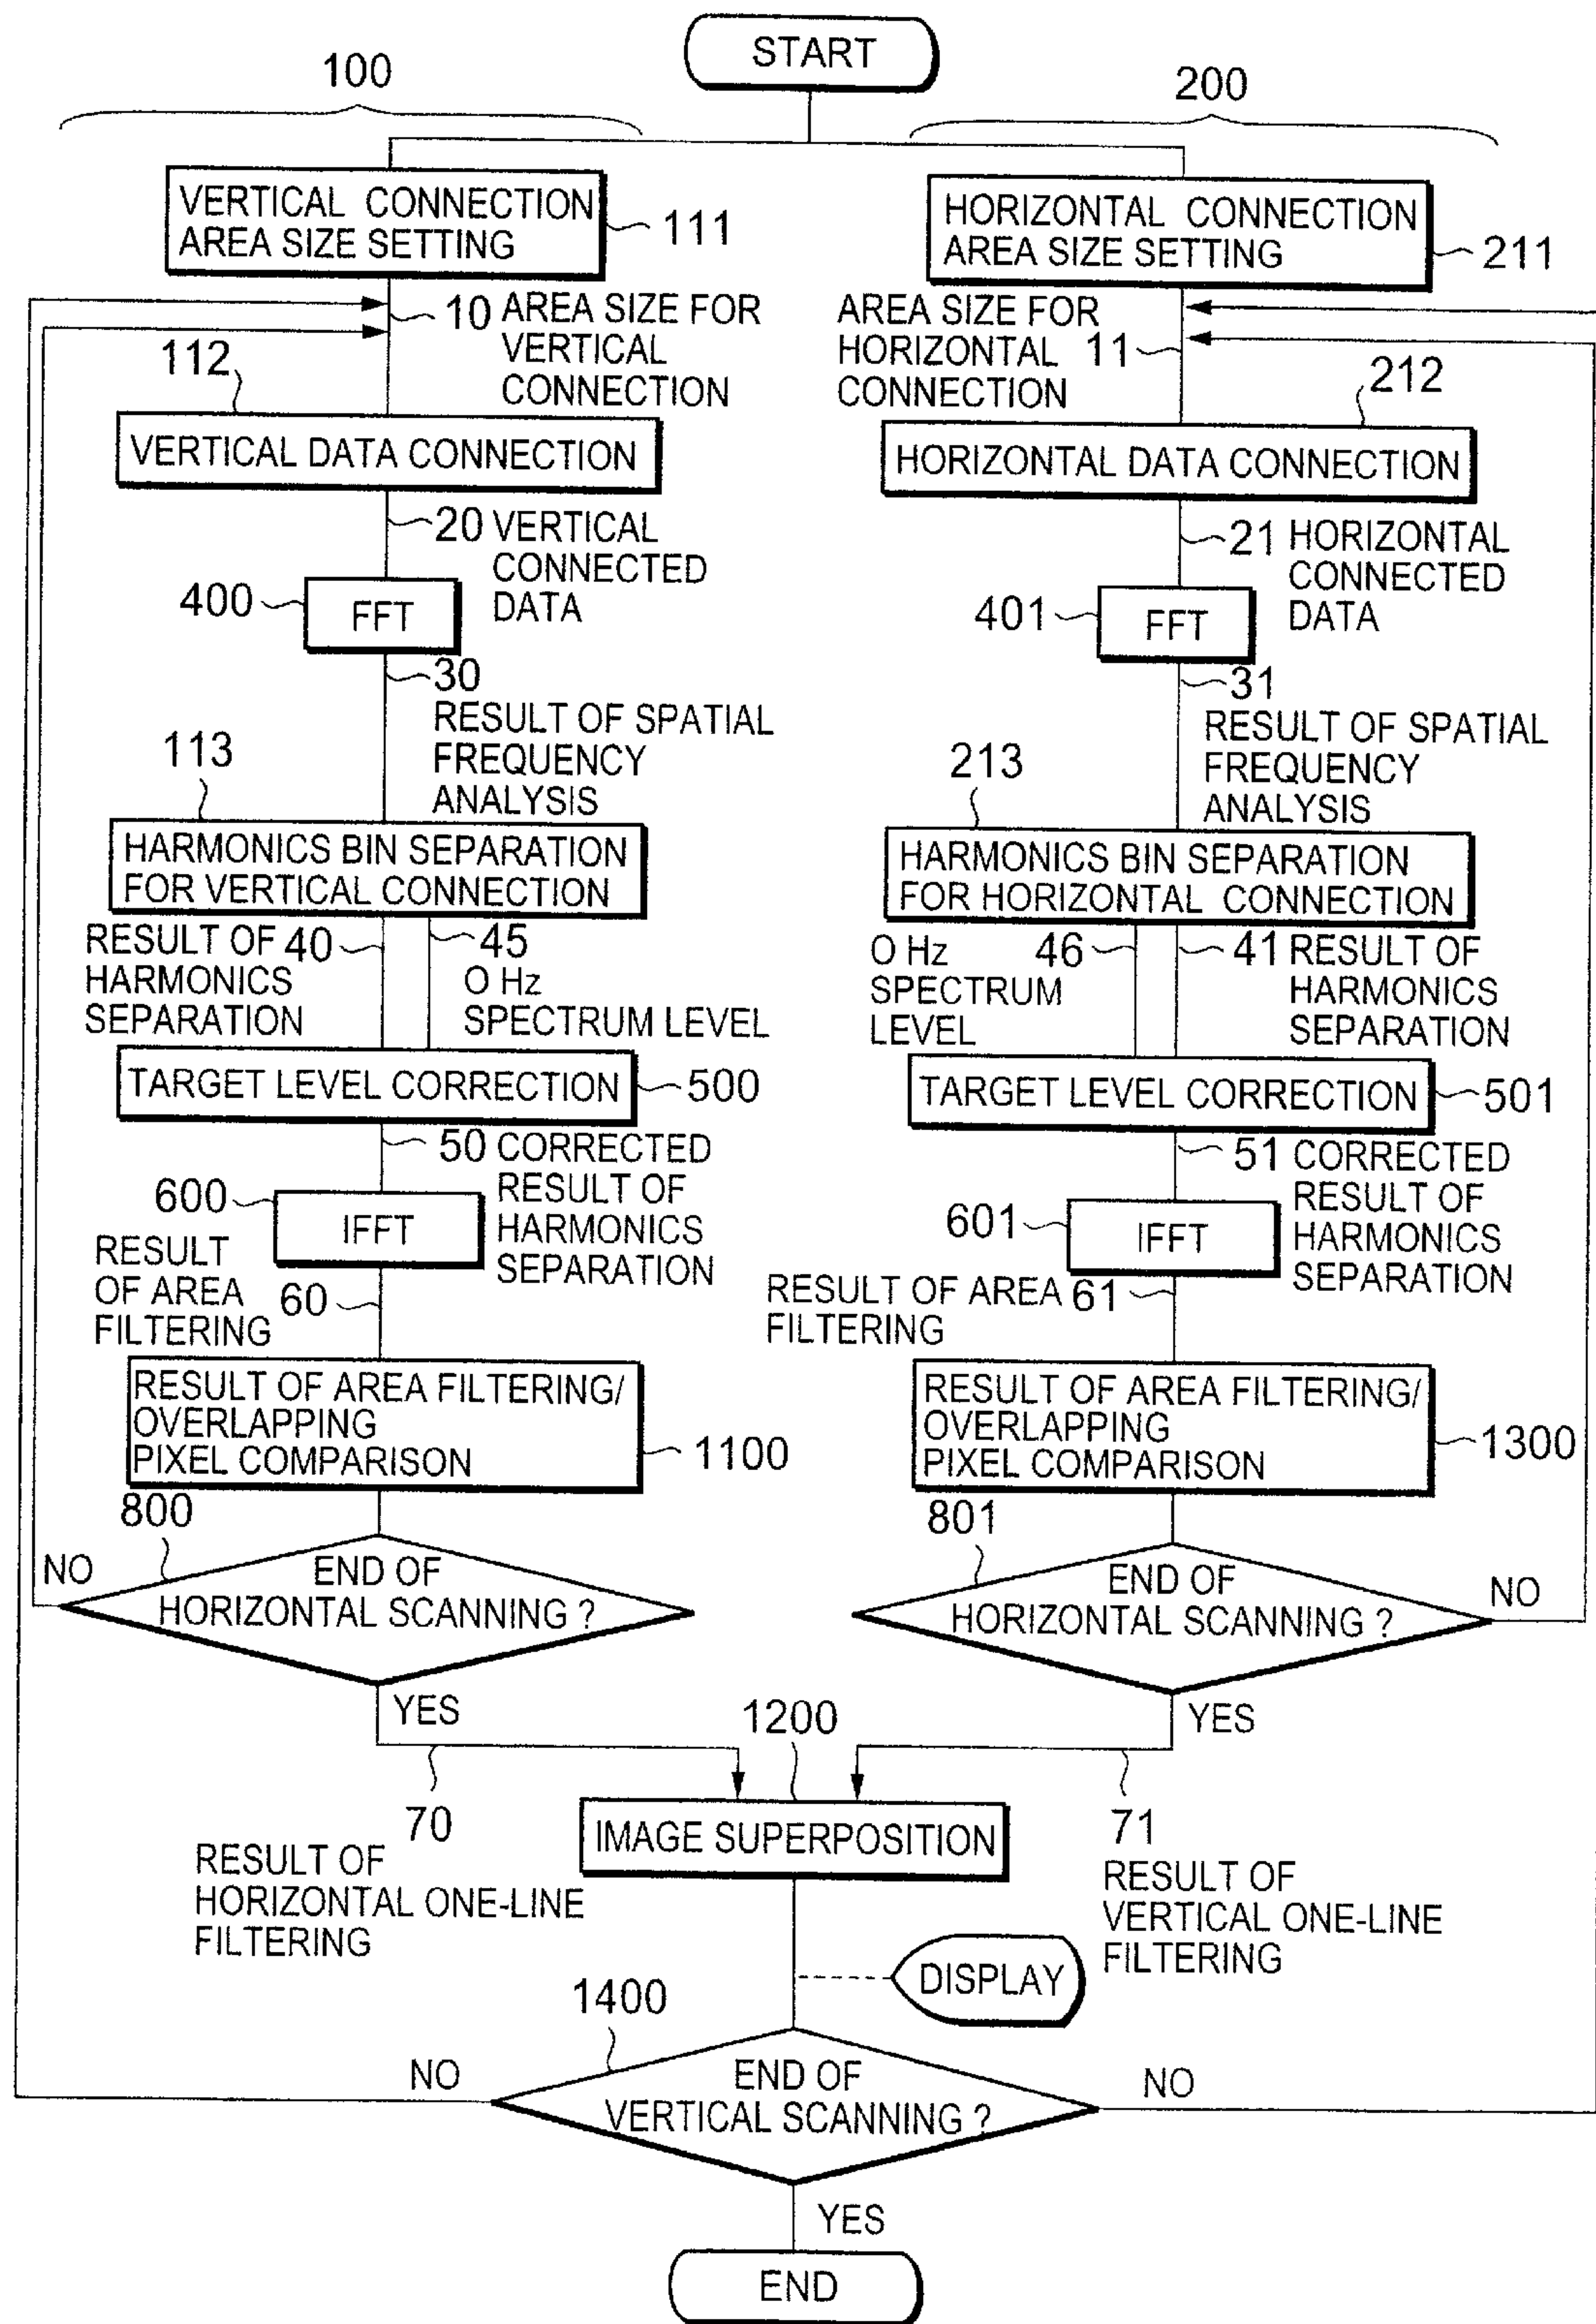 START
100
200
VERTICAL CONNECTION
AREA SIZE SETTING
111
HORIZONTAL CONNECTION
AREA SIZE SETTING
211
10 AREA SIZE FOR
VERTICAL
CONNECTION
AREA SIZE FOR
HORIZONTAL 11
CONNECTION
112
212
VERTICAL DATA CONNECTION
HORIZONTAL DATA CONNECTION
20 VERTICAL
CONNECTED
DATA
21 HORIZONTAL
CONNECTED
DATA
400
FFT
401
FFT
30
RESULT OF SPATIAL
FREQUENCY
ANALYSIS
31
RESULT OF SPATIAL
FREQUENCY
ANALYSIS
113
213
HARMONICS BIN SEPARATION
FOR VERTICAL CONNECTION
HARMONICS BIN SEPARATION
FOR HORIZONTAL CONNECTION
RESULT OF 40
HARMONICS
SEPARATION
45
O Hz
SPECTRUM LEVEL
O Hz 46
SPECTRUM
LEVEL
41 RESULT OF
HARMONICS
SEPARATION
TARGET LEVEL CORRECTION
500
TARGET LEVEL CORRECTION
501
50 CORRECTED
RESULT OF
HARMONICS
SEPARATION
51 CORRECTED
RESULT OF
HARMONICS
SEPARATION
600
IFFT
601
IFFT
RESULT
OF AREA 60
FILTERING
RESULT OF AREA 61
FILTERING
RESULT OF AREA FILTERING/
OVERLAPPING
PIXEL COMPARISON
1100
RESULT OF AREA FILTERING/
OVERLAPPING
PIXEL COMPARISON
1300
800
801
NO
END OF
HORIZONTAL SCANNING ?
END OF
HORIZONTAL SCANNING ?
NO
YES
1200
YES
70
RESULT OF
HORIZONTAL ONE-LINE
FILTERING
IMAGE SUPERPOSITION
71
RESULT OF
VERTICAL ONE-LINE
FILTERING
DISPLAY
1400
NO
END OF
VERTICAL SCANNING ?
NO
YES
END